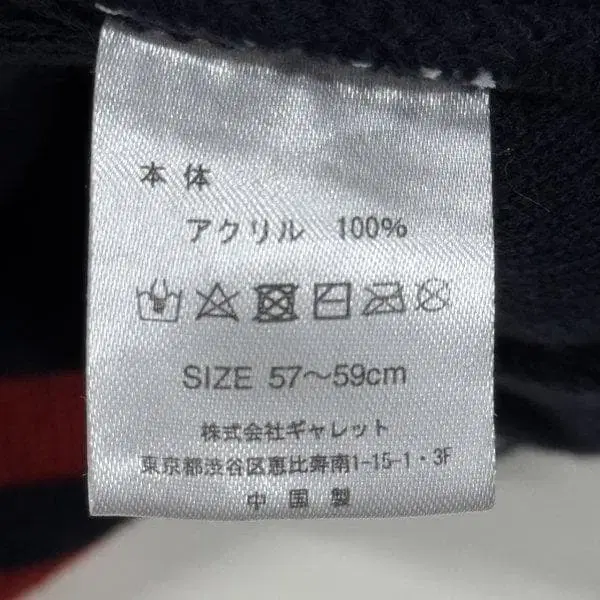 本体
アクリル 100%
SIZE 57～59cm
株式会社ギャレット
東京都渋谷区恵比寿南1-15-1・3F
中国製